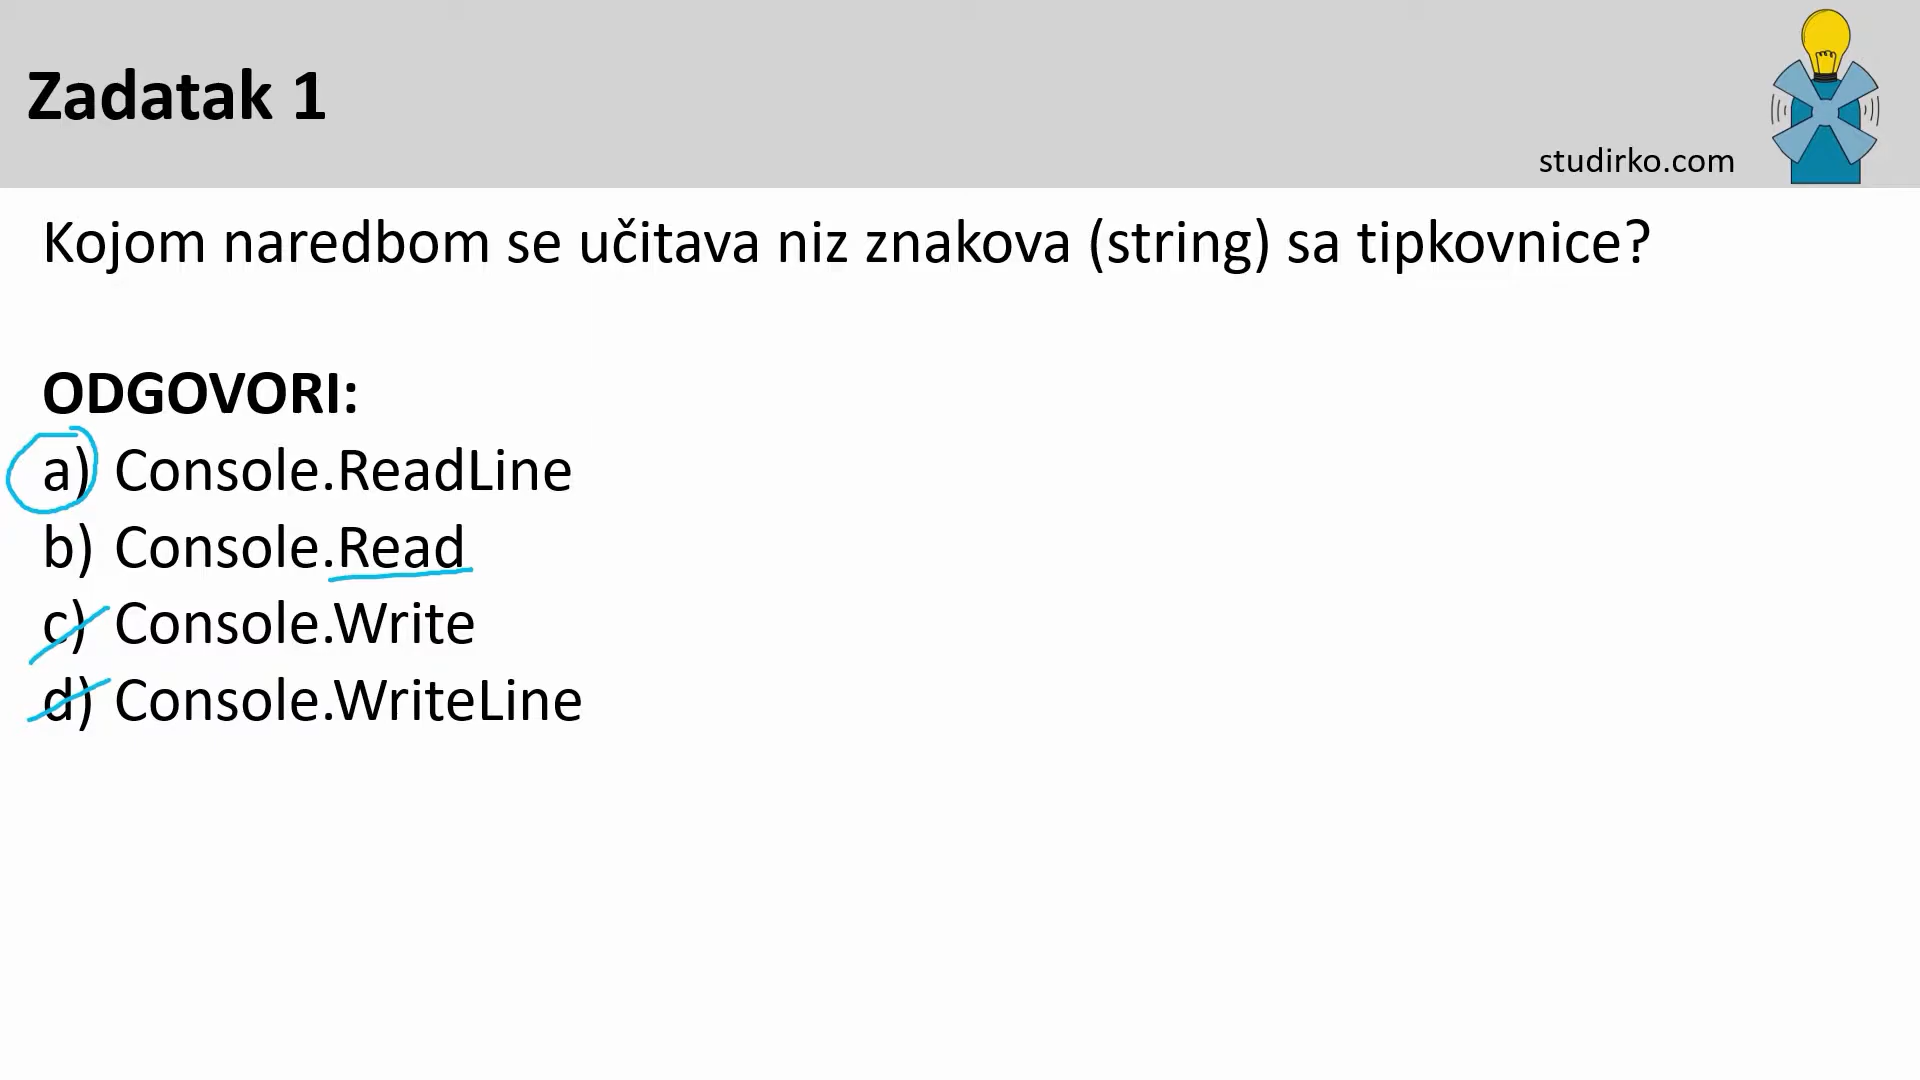 Zadatak 1
studirko.com
Kojom naredbom se učitava niz znakova (string) sa tipkovnice?
ODGOVORI:
a) Console.ReadLine
b) Console.Read
c) Console.Write
d) Console.WriteLine